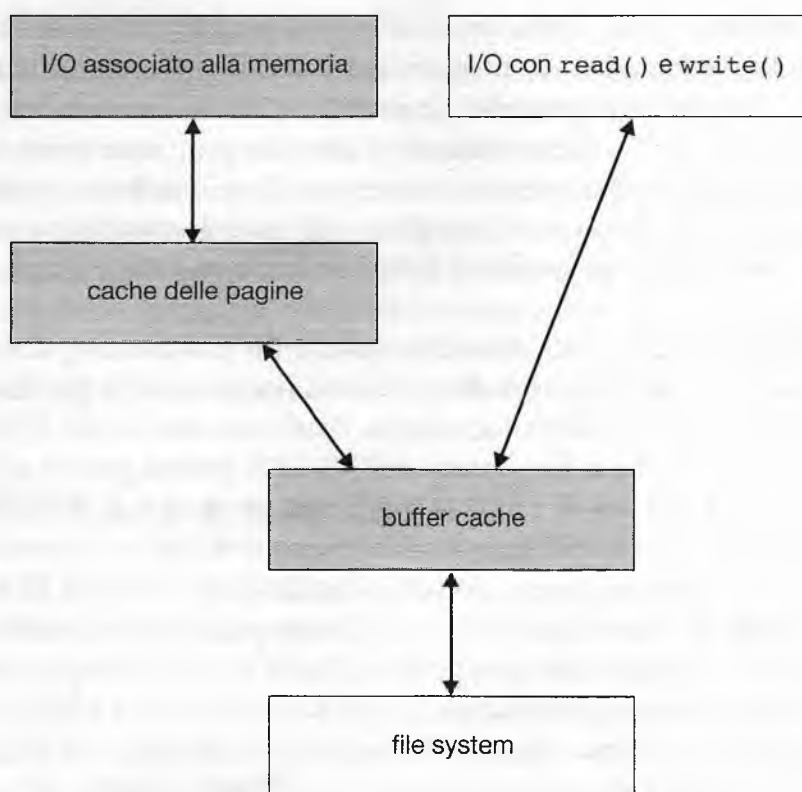 I/O associato alla memoria
I/O con read() e write()
cache delle pagine
buffer cache
file system